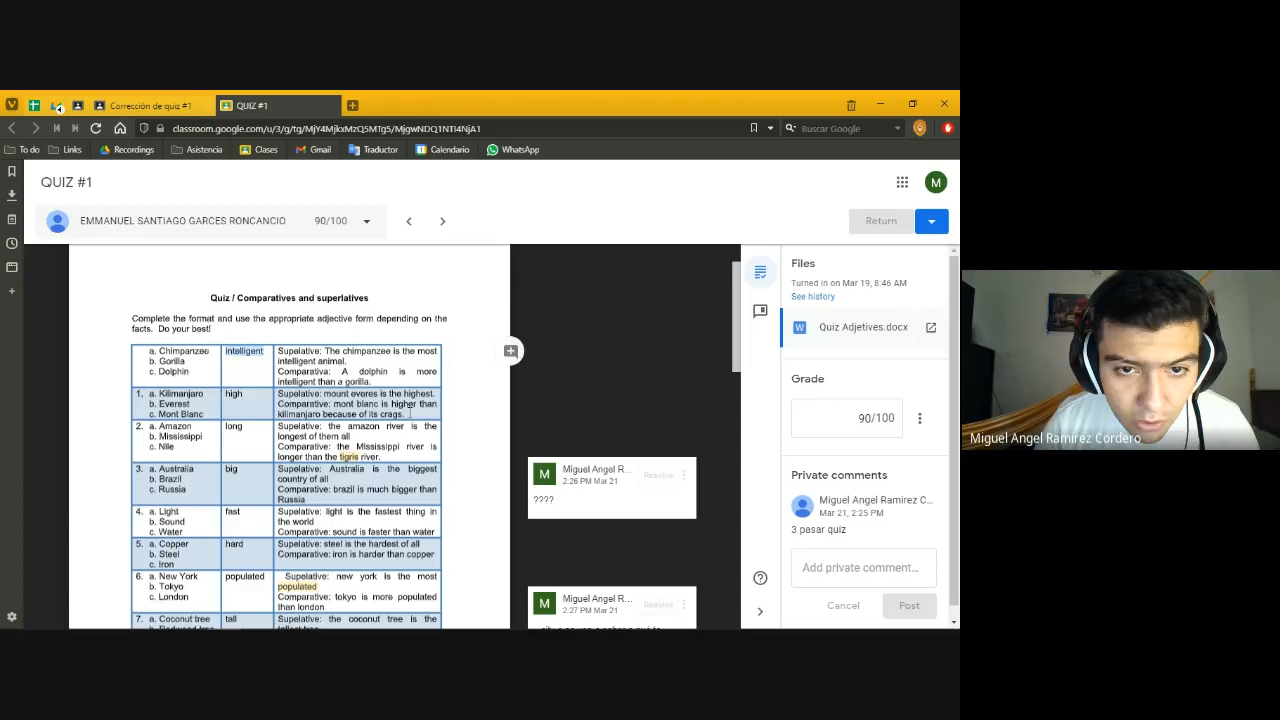 Corrección de quiz #1
QUIZ #1
classroom.google.com/u/3/g/tg/MjY4MjkxMzQ5MTg5/MjgwNDQ1NTI4NjA1
Buscar Google
To do Links Recordings Asistencia Clases Gmail Traductor Calendario WhatsApp
QUIZ #1
M
EMMANUEL SANTIAGO GARCES RONCANCIO 90/100
Return
Quiz / Comparatives and superlatives
Complete the format and use the appropriate adjective form depending on the
facts. Do your best!
a. Chimpanzee
b. Gorilla
c. Dolphin
intelligent
Supelative: The chimpanzee is the most
intelligent animal.
Comparativa: A dolphin is more
intelligent than a gorilla.
1. a. Kilimanjaro
b. Everest
c. Mont Blanc
high
Supelative: mount everes is the highest.
Comparative: mont blanc is higher than
kilimanjaro because of its crags.
2. a. Amazon
b. Mississippi
c. Nile
long
Supelative: the amazon river is the
longest of them all
Comparative: the MIssissippi river is
longer than the tigris river.
3. a. Australia
b. Brazil
c. Russia
big
Supelative: Australia is the biggest
country of all
Comparative: brazil is much bigger than
Russia
4. a. Light
b. Sound
c. Water
fast
Supelative: light is the fastest thing in
the world
Comparative: sound is faster than water
5. a. Copper
b. Steel
c. Iron
hard
Supelative: steel is the hardest of all
Comparative: iron is harder than copper
6. a. New York
b. Tokyo
c. London
populated
Supelative: new york is the most
populated
Comparative: tokyo is more populated
than london
7. a. Coconut tree
tall
Supelative: the coconut tree is the
M
Miguel Angel R...
Resolve
2:26 PM Mar 21
????
M
Miguel Angel R...
Resolve
2:27 PM Mar 21
Files
Turned in on Mar 19, 8:46 AM
See history
W
Quiz Adjetives.docx
Grade
90/100
Private comments
Miguel Angel Ramirez C...
Mar 21, 2:25 PM
3 pasar quiz
Add private comment...
Cancel Post
Miguel Angel Ramirez Cordero